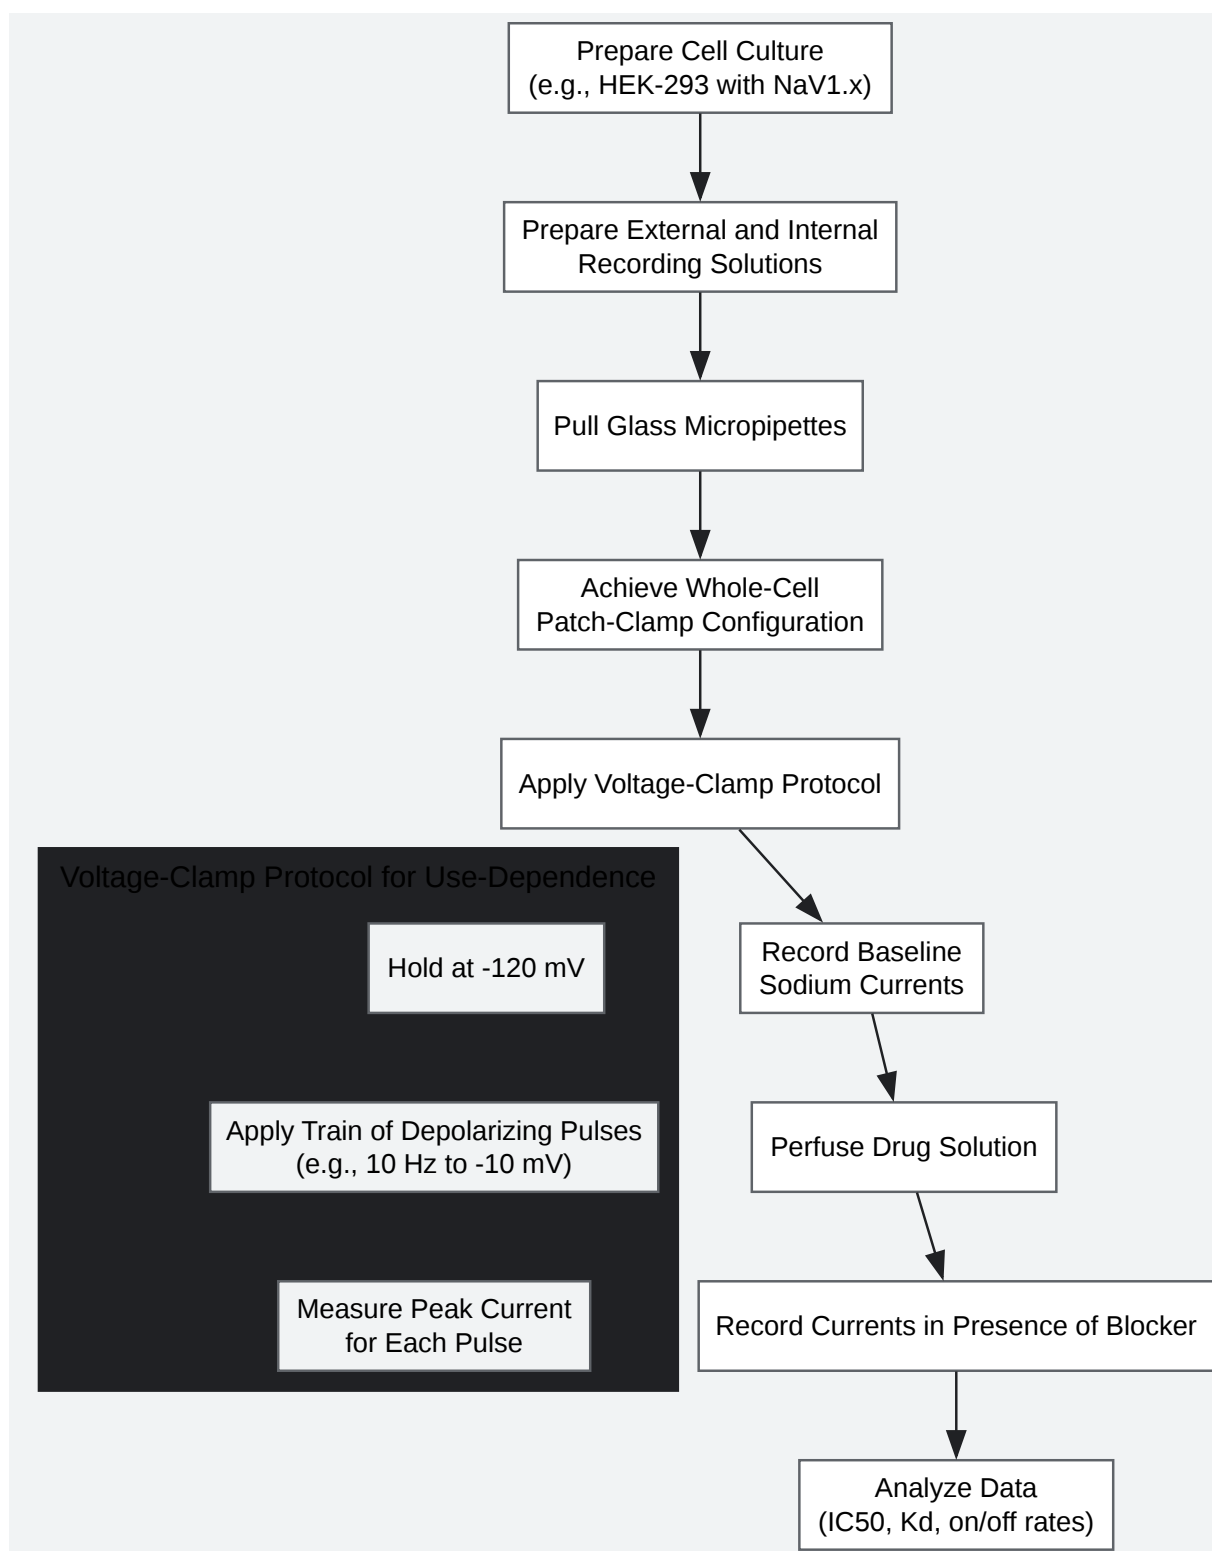 Prepare Cell Culture
(e.g., HEK-293 with NaV1.x)
Prepare External and Internal
Recording Solutions
Pull Glass Micropipettes
Achieve Whole-Cell
Patch-Clamp Configuration
Apply Voltage-Clamp Protocol
Voltage-Clamp Protocol for Use-Dependence
Hold at -120 mV
Apply Train of Depolarizing Pulses
(e.g., 10 Hz to -10 mV)
Measure Peak Current
for Each Pulse
Record Baseline
Sodium Currents
Perfuse Drug Solution
Record Currents in Presence of Blocker
Analyze Data
(IC50, Kd, on/off rates)